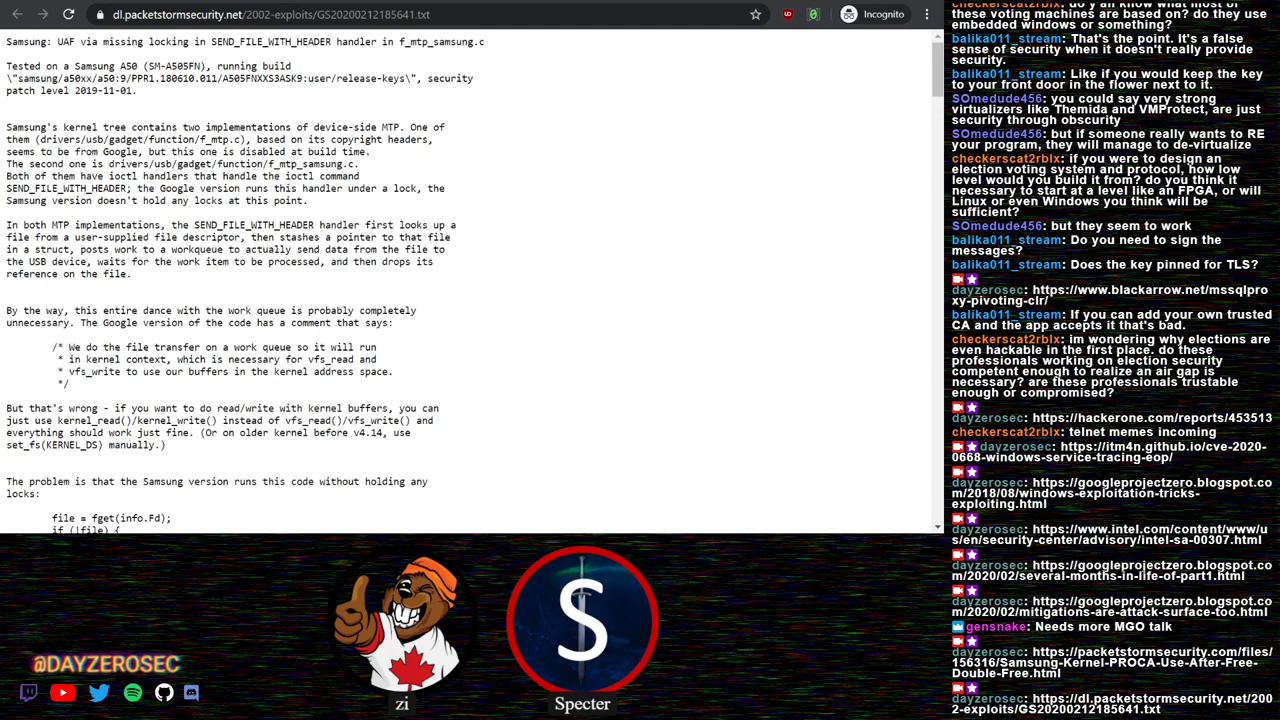 dl.packetstormsecurity.net/2002-exploits/GS20200212185641.txt
Incognito
Samsung: UAF via missing locking in SEND_FILE_WITH_HEADER handler in f_mtp_samsung.c
Tested on a Samsung A50 (SM-A505FN), running build
\"samsung/a50xx/a50:9/PPR1.180610.011/A505FNXXS3ASK9:user/release-keys\", security
patch level 2019-11-01.
Samsung's kernel tree contains two implementations of device-side MTP. One of
them (drivers/usb/gadget/function/f_mtp.c), based on its copyright headers,
seems to be from Google, but this one is disabled at build time.
The second one is drivers/usb/gadget/function/f_mtp_samsung.c.
Both of them have ioctl handlers that handle the ioctl command
SEND_FILE_WITH_HEADER; the Google version runs this handler under a lock, the
Samsung version doesn't hold any locks at this point.
In both MTP implementations, the SEND_FILE_WITH_HEADER handler first looks up a
file from a user-supplied file descriptor, then stashes a pointer to that file
in a struct, posts work to a workqueue to actually send data from the file to
the USB device, waits for the work item to be processed, and then drops its
reference on the file.
By the way, this entire dance with the work queue is probably completely
unnecessary. The Google version of the code has a comment that says:
/* We do the file transfer on a work queue so it will run
* in kernel context, which is necessary for vfs_read and
* vfs_write to use our buffers in the kernel address space.
*/
But that's wrong - if you want to do read/write with kernel buffers, you can
just use kernel_read()/kernel_write() instead of vfs_read()/vfs_write() and
everything should work just fine. (Or on older kernel before v4.14, use
set_fs(KERNEL_DS) manually.)
The problem is that the Samsung version runs this code without holding any
locks:
file = fget(info.Fd);
if (!file) {
checkerscat2rblx: do y'all know what most of
these voting machines are based on? do they use
embedded windows or something?
balika011_stream: That's the point. It's a false
sense of security when it doesn't really provide
security.
balika011_stream: Like if you would keep the key
to your front door in the flower next to it.
SOmedude456: you could say very strong
virtualizers like Themida and VMProtect, are just
security through obscurity
SOmedude456: but if someone really wants to RE
your program, they will manage to de-virtualize
checkerscat2rblx: if you were to design an
election voting system and protocol, how low
level would you build it from? do you think it
necessary to start at a level like an FPGA, or will
Linux or even Windows you think will be
sufficient?
SOmedude456: but they seem to work
balika011_stream: Do you need to sign the
messages?
balika011_stream: Does the key pinned for TLS?
dayzerosec: https://www.blackarrow.net/mssqlpro
xy-pivoting-clr/
balika011_stream: If you can add your own trusted
CA and the app accepts it that's bad.
checkerscat2rblx: im wondering why elections are
even hackable in the first place. do these
professionals working on election security
competent enough to realize an air gap is
necessary? are these professionals trustable
enough or compromised?
dayzerosec: https://hackerone.com/reports/453513
checkerscat2rblx: telnet memes incoming
dayzerosec: https://itm4n.github.io/cve-2020-
0668-windows-service-tracing-eop/
dayzerosec: https://googleprojectzero.blogspot.co
m/2018/08/windows-exploitation-tricks-
exploiting.html
dayzerosec: https://www.intel.com/content/www/u
s/en/security-center/advisory/intel-sa-00307.html
dayzerosec: https://googleprojectzero.blogspot.co
m/2020/02/several-months-in-life-of-part1.html
dayzerosec: https://googleprojectzero.blogspot.co
m/2020/02/mitigations-are-attack-surface-too.html
gensnake: Needs more MGO talk
dayzerosec: https://packetstormsecurity.com/files/
156316/Samsung-Kernel-PROCA-Use-After-Free-
Double-Free.html
dayzerosec: https://dl.packetstormsecurity.net/200
2-exploits/GS20200212185641.txt
@DAYZEROSEC
S
zi
Specter